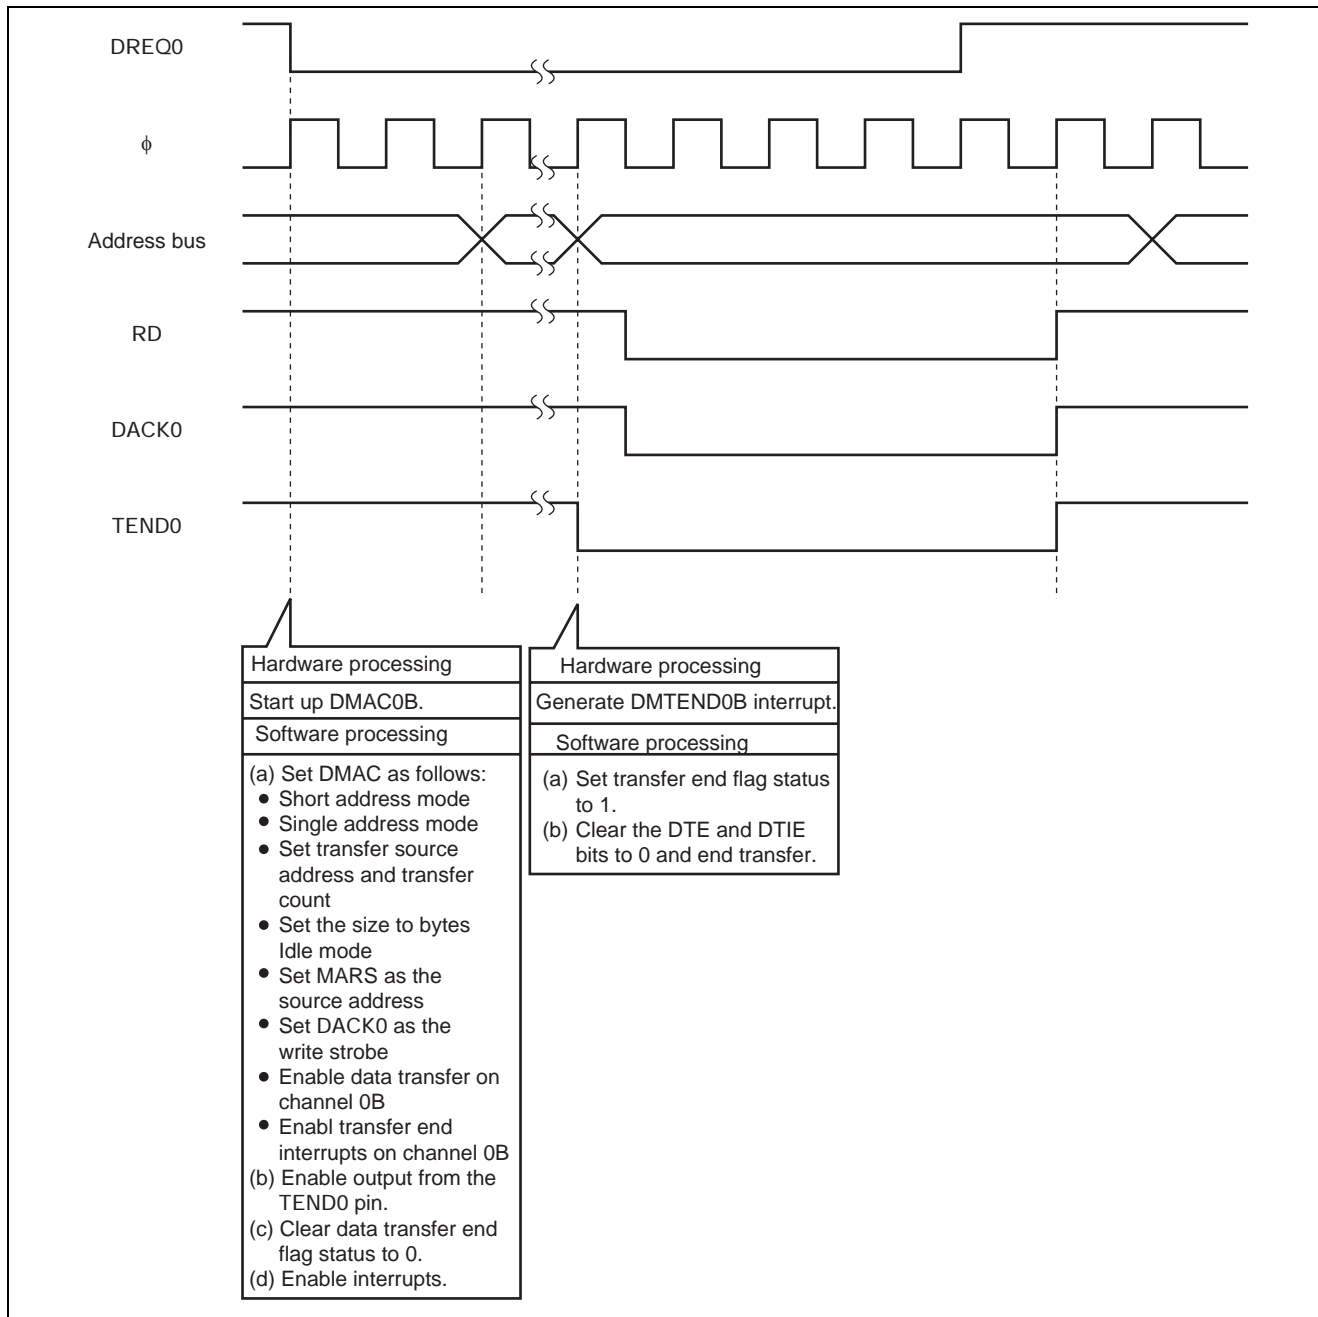 DREQ0
ϕ
Address bus
RD
DACK0
TEND0
Hardware processing
Start up DMAC0B.
Software processing
(a) Set DMAC as follows:
• Short address mode
• Single address mode
• Set transfer source
address and transfer
count
• Set the size to bytes
Idle mode
• Set MARS as the
source address
• Set DACK0 as the
write strobe
• Enable data transfer on
channel 0B
• Enabl transfer end
interrupts on channel 0B
(b) Enable output from the
TEND0 pin.
(c) Clear data transfer end
flag status to 0.
(d) Enable interrupts.
Hardware processing
Generate DMTEND0B interrupt.
Software processing
(a) Set transfer end flag status
to 1.
(b) Clear the DTE and DTIE
bits to 0 and end transfer.